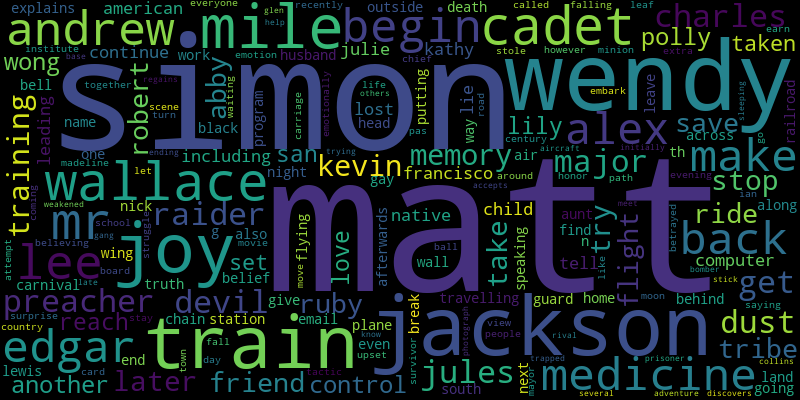 explains american outside death called falling leaf
andrew mile begin cadet charles
everyone recently glen help
wong continue work julie kathy stole however minion polly taken earn
institute emotion husband chief extra
bell base simon wendy embark
training leading name robert abby waiting program together regains scene turn black carriage emotionally life others head lost putting way lie road lily alex save leave across railroad
one including san kevin memory air century aircraft initially major th make go sleeping
madeline ending trying pas around
wallace night francisco path evening stop
let gay accepts honor ian along
weakened nick raider child aunt ride
coming mr school gang struggle g also native try like find n meet betrayed back computer
believing movie wing joy set love move flying matt afterwards ball wall take speaking tell flight moon bomber get
attempt lee board truth belief guard home behind stick
carnival late devil ruby give email photograph travelling saying
preacher surprise chain station plane break view people rival dust
reach stay fall know even jackson tribe
country edgar train upset survivor next trapped prisoner collins
town day tactic jules medicine land
lewis card end friend control south mayor going
another later several adventure discovers